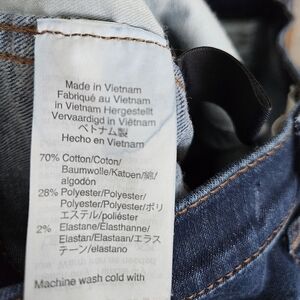 Made in Vietnam
Fabriqué au Vietnam
in Vietnam Hergestellt
Vervaardigd in Viëtnam
ベトナム製
Hecho en Vietnam
70% Cotton/Coton/
Baumwolle/Katoen/綿/
algodón
28% Polyester/Polyester/
Polyester/Polyester/ポリ
エステル/poliéster
2% Elastane/Élasthanne/
Elastan/Elastaan/エラス
テーン/elastano
Machine wash cold with